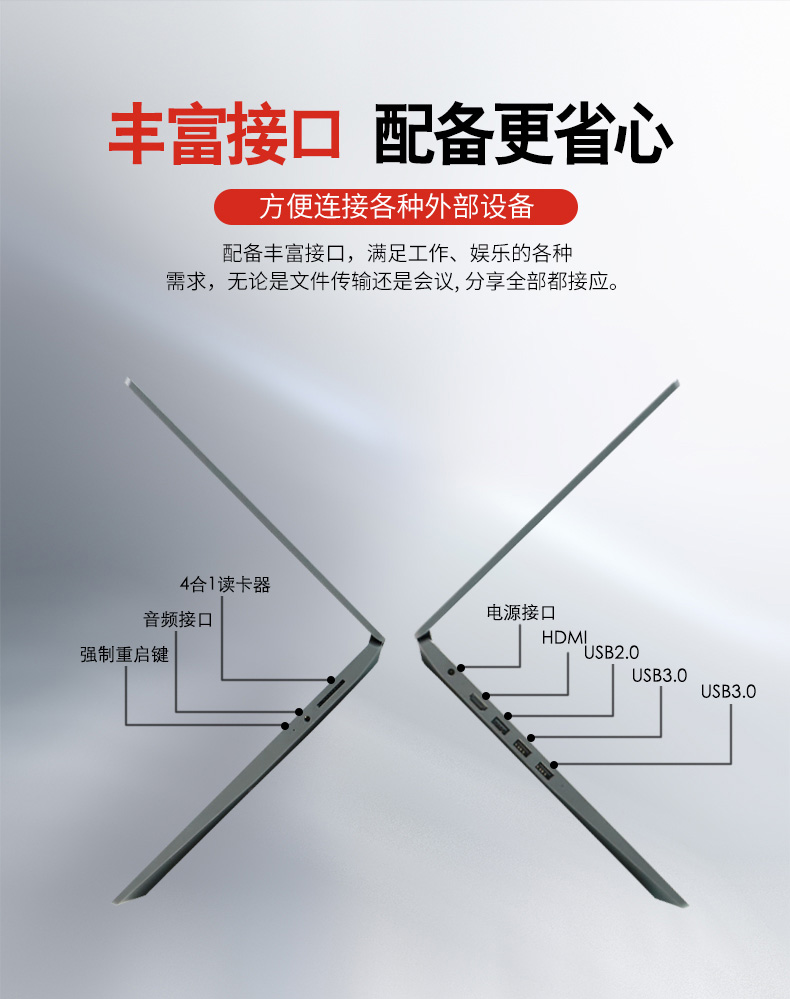 丰富接口 配备更省心
方便连接各种外部设备
配备丰富接口，满足工作、娱乐的各种
需求，无论是文件传输还是会议,分享全部都接应。
4合1读卡器
音频接口
强制重启键
电源接口
HDMI
USB2.0
USB3.0
USB3.0